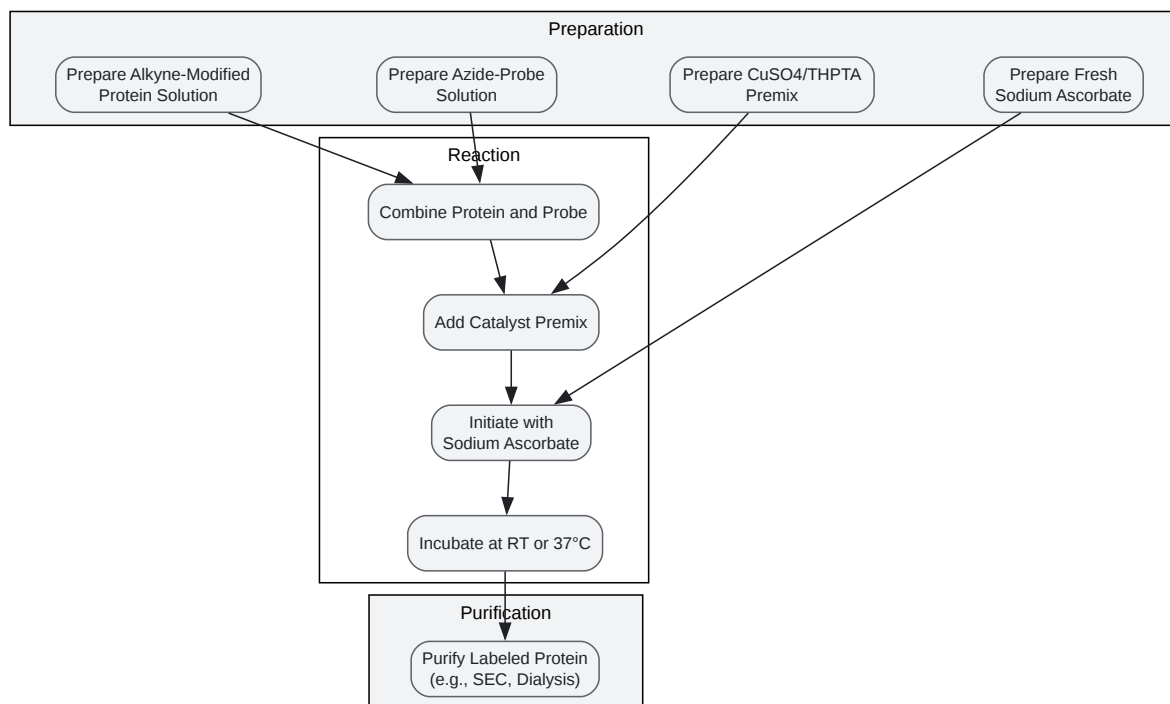 Preparation
Prepare Alkyne-Modified
Protein Solution
Prepare Azide-Probe
Solution
Prepare CuSO4/THPTA
Premix
Prepare Fresh
Sodium Ascorbate
Reaction
Combine Protein and Probe
Add Catalyst Premix
Initiate with
Sodium Ascorbate
Incubate at RT or 37°C
Purification
Purify Labeled Protein
(e.g., SEC, Dialysis)